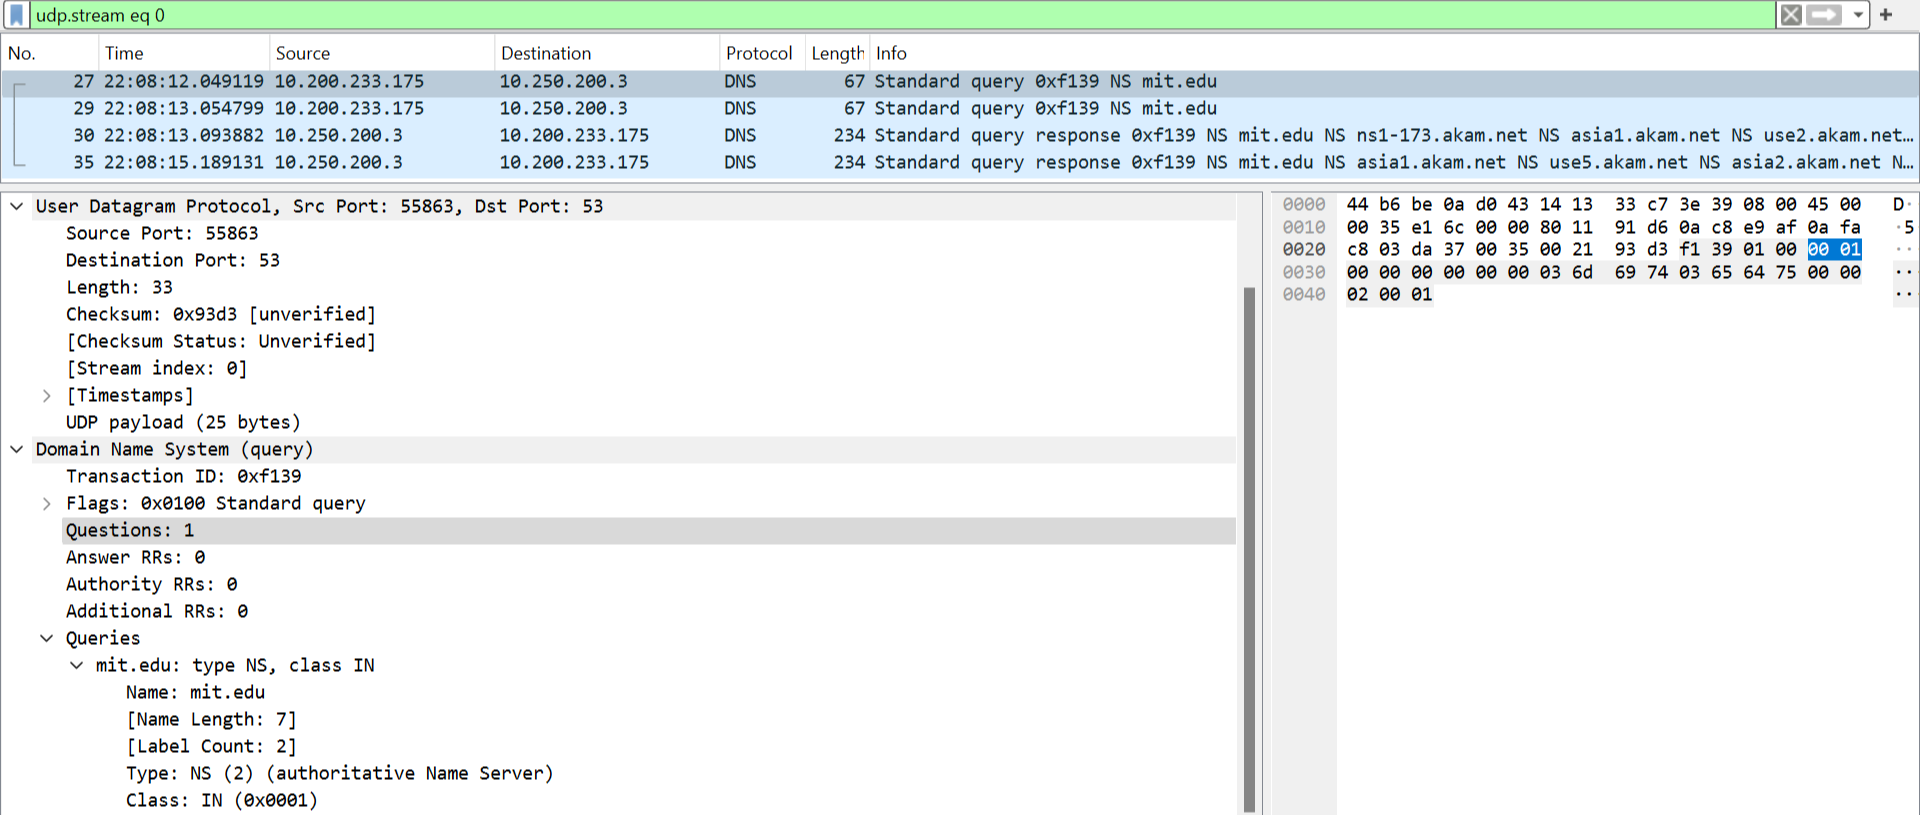 udp.stream eq 0
No. Time Source Destination Protocol Length Info
27 22:08:12.049119 10.200.233.175 10.250.200.3 DNS 67 Standard query 0xf139 NS mit.edu
29 22:08:13.054799 10.200.233.175 10.250.200.3 DNS 67 Standard query 0xf139 NS mit.edu
30 22:08:13.093882 10.250.200.3 10.200.233.175 DNS 234 Standard query response 0xf139 NS mit.edu NS ns1-173.akam.net NS asia1.akam.net NS use2.akam.net…
35 22:08:15.189131 10.250.200.3 10.200.233.175 DNS 234 Standard query response 0xf139 NS mit.edu NS asia1.akam.net NS use5.akam.net NS asia2.akam.net N…
User Datagram Protocol, Src Port: 55863, Dst Port: 53
Source Port: 55863
Destination Port: 53
Length: 33
Checksum: 0x93d3 [unverified]
[Checksum Status: Unverified]
[Stream index: 0]
[Timestamps]
UDP payload (25 bytes)
Domain Name System (query)
Transaction ID: 0xf139
Flags: 0x0100 Standard query
Questions: 1
Answer RRs: 0
Authority RRs: 0
Additional RRs: 0
Queries
mit.edu: type NS, class IN
Name: mit.edu
[Name Length: 7]
[Label Count: 2]
Type: NS (2) (authoritative Name Server)
Class: IN (0x0001)
0000 44 b6 be 0a d0 43 14 13 33 c7 3e 39 08 00 45 00 D·
0010 00 35 e1 6c 00 00 80 11 91 d6 0a c8 e9 af 0a fa ·5
0020 c8 03 da 37 00 35 00 21 93 d3 f1 39 01 00 00 01 ··
0030 00 00 00 00 00 00 03 6d 69 74 03 65 64 75 00 00 ··
0040 02 00 01 ··